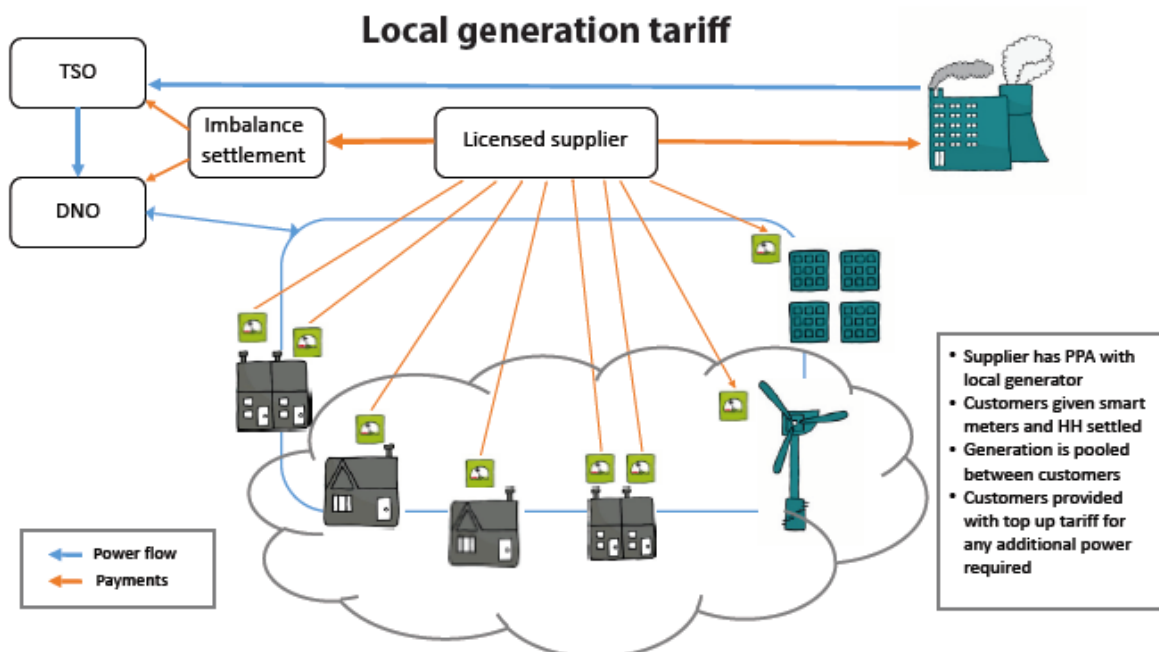 Local generation tariff
TSO
Imbalance
settlement
Licensed supplier
DNO
• Supplier has PPA with
local generator
• Customers given smart
meters and HH settled
• Generation is pooled
between customers
• Customers provided
with top up tariff for
any additional power
required
Power flow
Payments